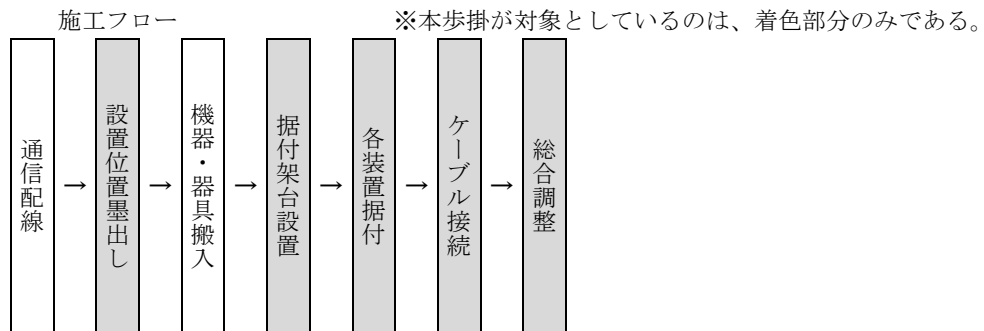 施工フロー
※本歩掛が対象としているのは、着色部分のみである。
通信配線
→
設置位置墨出し
→
機器・器具搬入
→
据付架台設置
→
各装置据付
→
ケーブル接続
→
総合調整